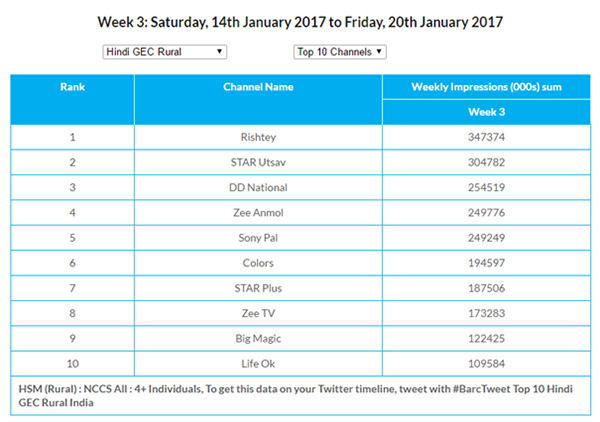 Week 3: Saturday, 14th January 2017 to Friday, 20th January 2017
Hindi GEC Rural Top 10 Channels
Rank Channel Name Weekly Impressions (000s) sum
Week 3
1 Rishtey 347374
2 STAR Utsav 304782
3 DD National 254519
4 Zee Anmol 249776
5 Sony Pal 249249
6 Colors 194597
7 STAR Plus 187506
8 Zee TV 173283
9 Big Magic 122425
10 Life Ok 109584
HSM (Rural) : NCCS All : 4+ Individuals, To get this data on your Twitter timeline, tweet with #BarcTweet Top 10 Hindi
GEC Rural India